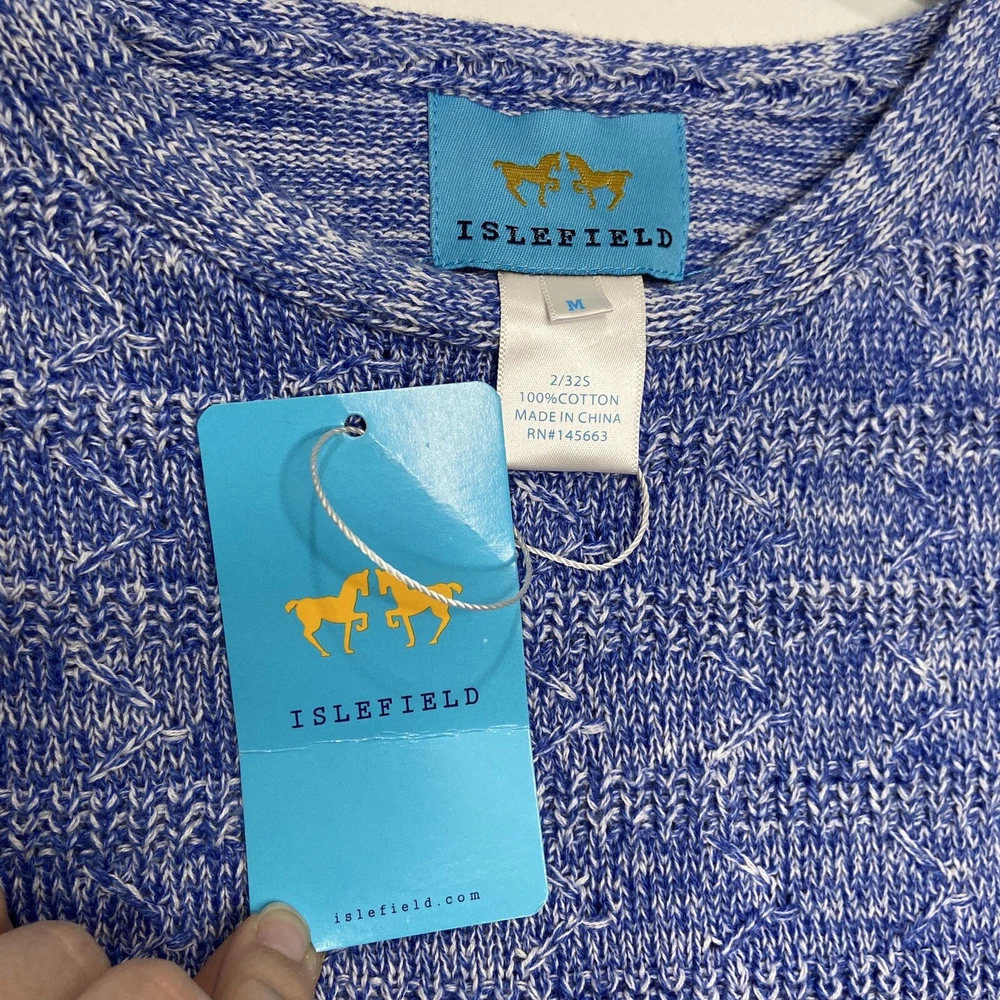 ISLEFIELD
M
2/32S
100%COTTON
MADE IN CHINA
RN#145663
ISLEFIELD
islefield.com